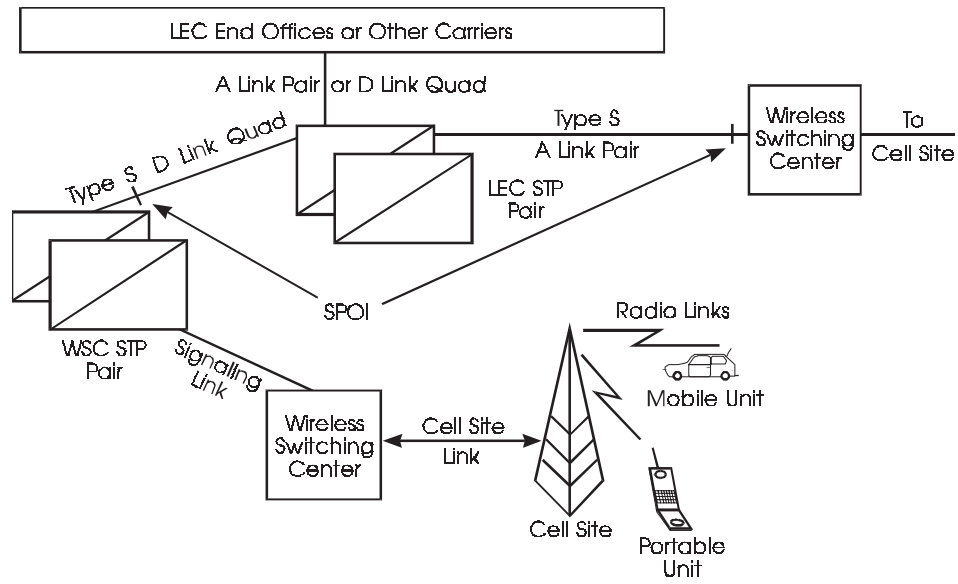 LEC End Offices or Other Carriers
A Link Pair or D Link Quad
Type S D Link Quad
Type S
A Link Pair
Wireless
Switching
Center
To
Cell Site
LEC STP
Pair
SPOI
WSC STP
Pair
Signaling
Link
Radio Links
Mobile Unit
Wireless
Switching
Center
Cell Site
Link
Cell Site
Portable
Unit